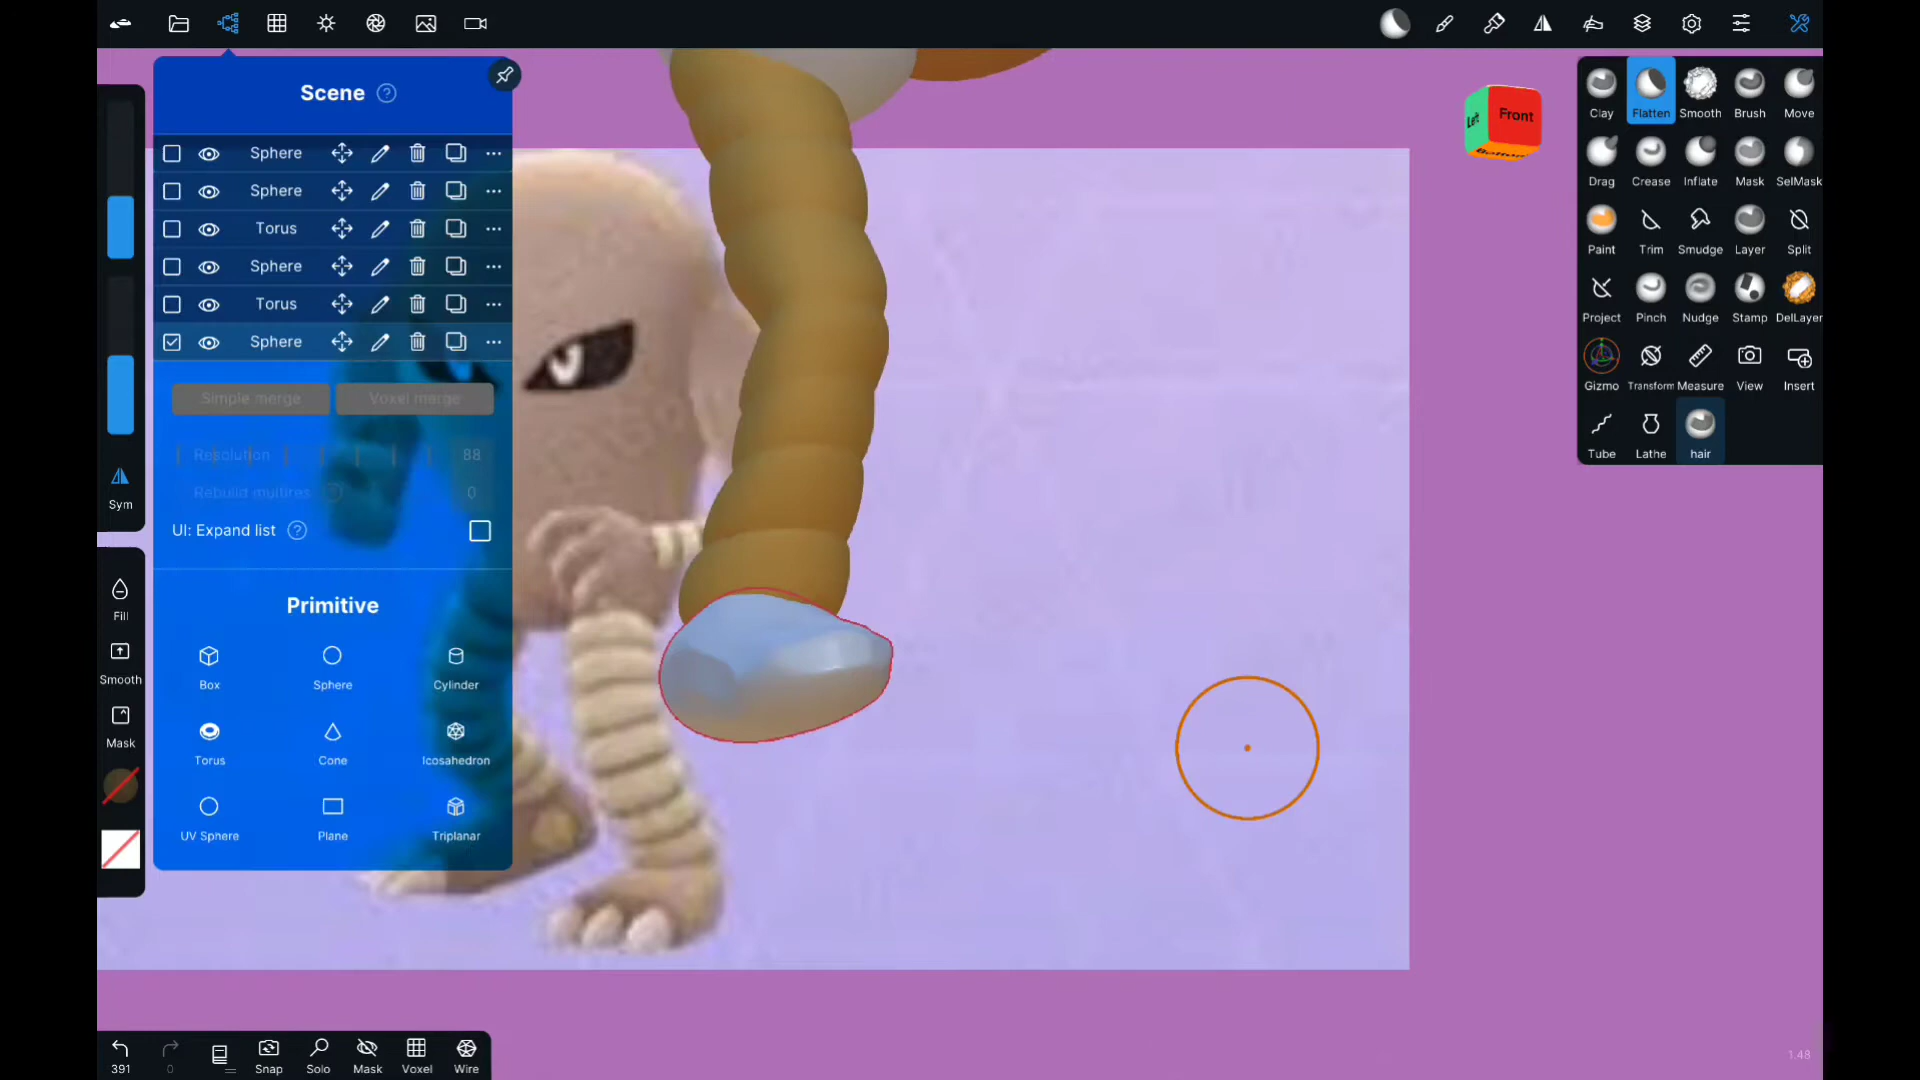 Scene
Sphere
Sphere
Torus
Sphere
Torus
Sphere
Simple merge
Voxel merge
Resolution 88
Rebuild multires 0
UI: Expand list
Primitive
Box
Sphere
Cylinder
Torus
Cone
Icosahedron
UV Sphere
Plane
Triplanar
Sym
Fill
Smooth
Mask
391
0
Snap
Solo
Mask
Voxel
Wire
Left
Front
Bottom
Clay
Flatten
Smooth
Brush
Move
Drag
Crease
Inflate
Mask
SelMask
Paint
Trim
Smudge
Layer
Split
Project
Pinch
Nudge
Stamp
DelLayer
Gizmo
Transform
Measure
View
Insert
Tube
Lathe
hair
1.48